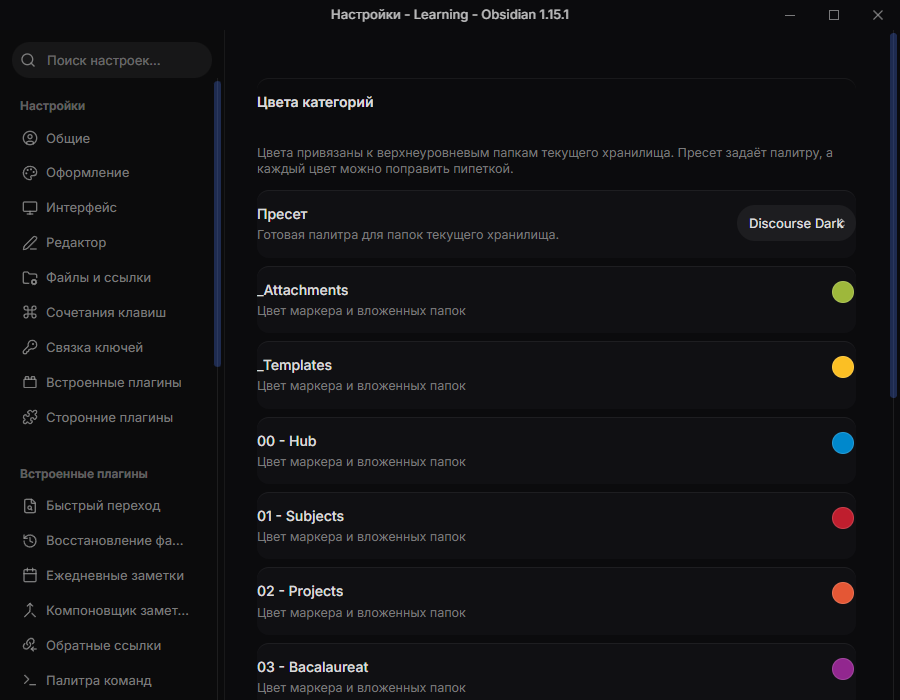 Настройки - Learning - Obsidian 1.15.1
Поиск настроек...
Настройки
Общие
Оформление
Интерфейс
Редактор
Файлы и ссылки
Сочетания клавиш
Связка ключей
Встроенные плагины
Сторонние плагины
Встроенные плагины
Быстрый переход
Восстановление фа...
Ежедневные заметки
Компоновщик замет...
Обратные ссылки
Палитра команд
Цвета категорий
Цвета привязаны к верхнеуровневым папкам текущего хранилища. Пресет задаёт палитру, а
каждый цвет можно поправить пипеткой.
Пресет
Готовая палитра для папок текущего хранилища.
Discourse Dark
_Attachments
Цвет маркера и вложенных папок
_Templates
Цвет маркера и вложенных папок
00 - Hub
Цвет маркера и вложенных папок
01 - Subjects
Цвет маркера и вложенных папок
02 - Projects
Цвет маркера и вложенных папок
03 - Bacalaureat
Цвет маркера и вложенных папок